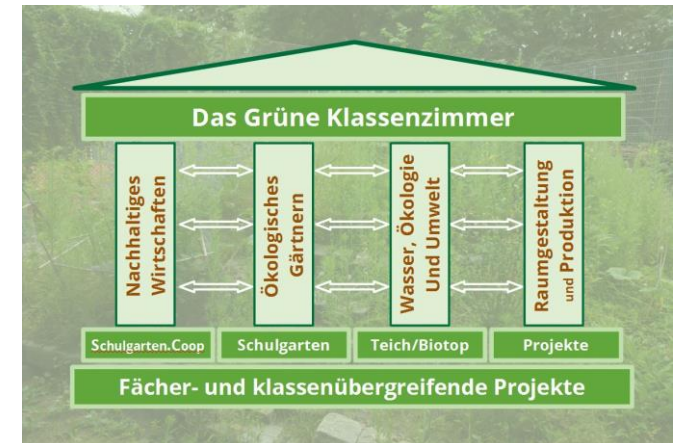 Das Grüne Klassenzimmer
Nachhaltiges
Wirtschaften
Ökologisches
Gärtnern
Wasser, Ökologie
Und Umwelt
Raumgestaltung
und Produktion
Schulgarten.Coop
Schulgarten
Teich/Biotop
Projekte
Fächer- und klassenübergreifende Projekte